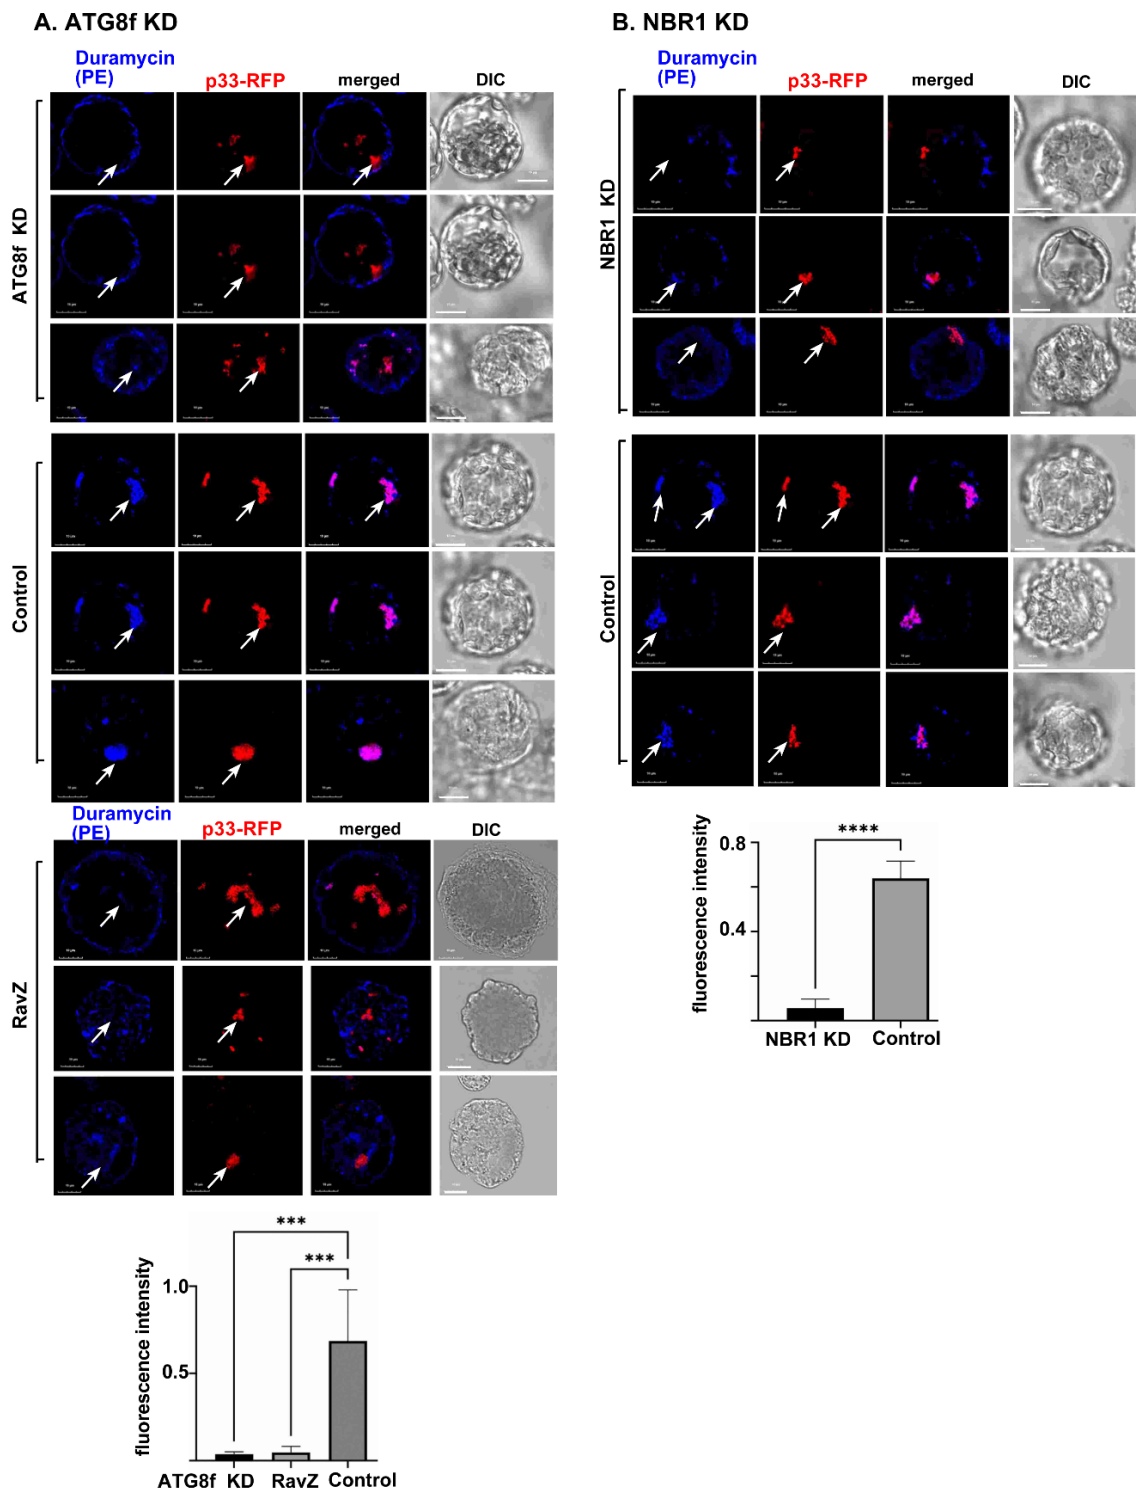 A. ATG8f KD
B. NBR1 KD
Duramycin
(PE)
p33-RFP
merged
DIC
Duramycin
(PE)
p33-RFP
merged
DIC
ATG8f KD
NBR1 KD
Control
Control
Duramycin
(PE)
p33-RFP
merged
DIC
RavZ
fluorescence intensity
0.8
0.4
****
NBR1 KD
Control
fluorescence intensity
1.0
0.5
***
***
ATG8f KD
RavZ
Control